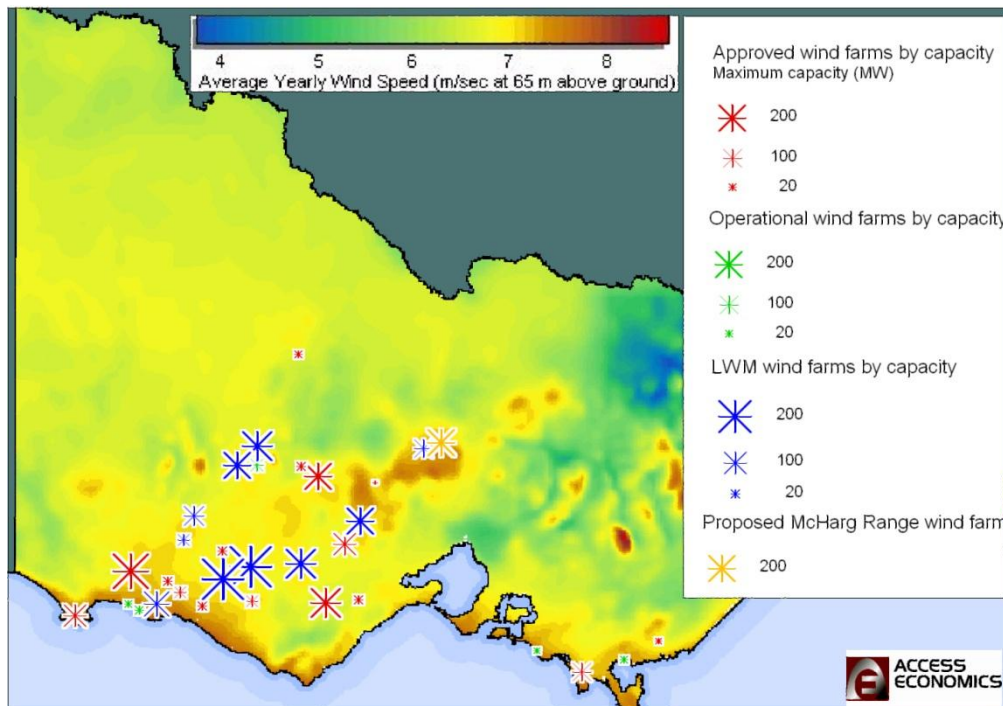 4 5 6 7 8
Average Yearly Wind Speed (m/sec at 65 m above ground)
Approved wind farms by capacity
Maximum capacity (MW)
200
100
20
Operational wind farms by capacity
200
100
20
LWM wind farms by capacity
200
100
20
Proposed McHarg Range wind farm
200
ACCESS
ECONOMICS